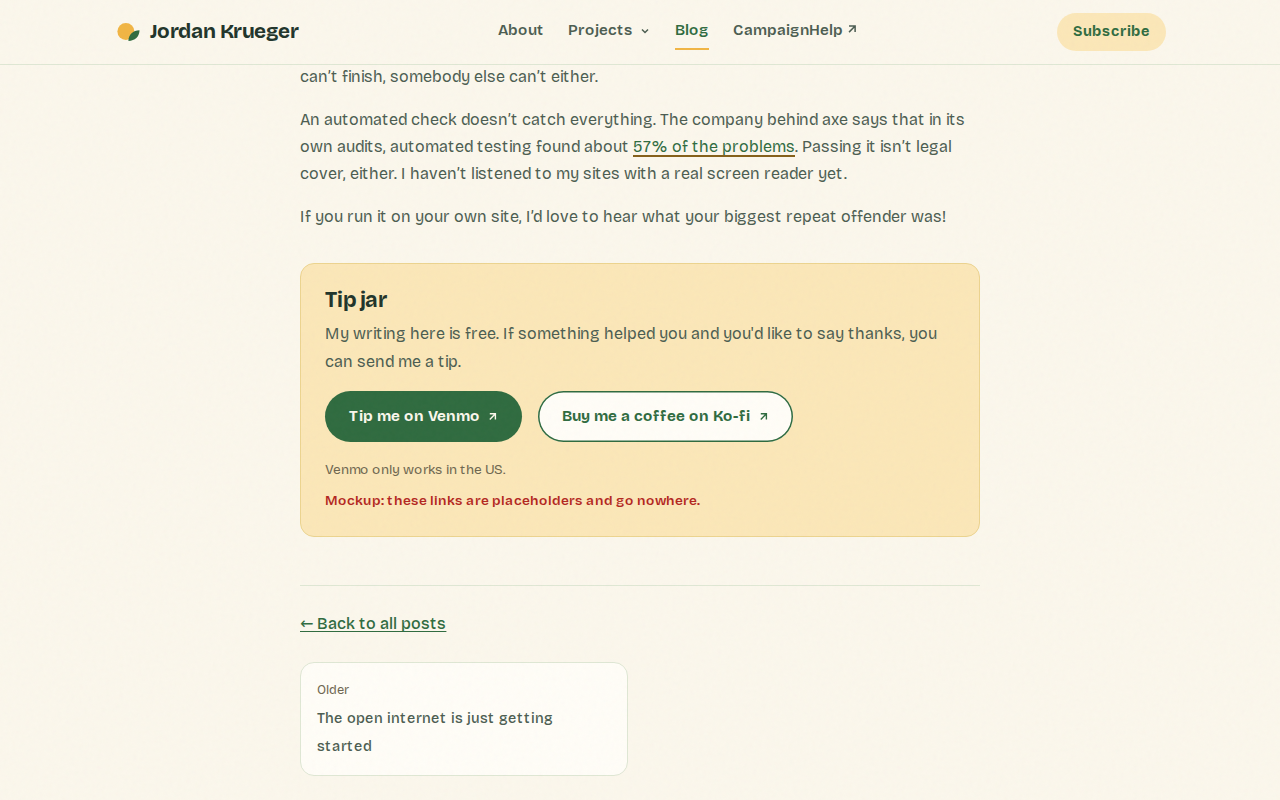 Jordan Krueger
About
Projects
Blog
CampaignHelp
Subscribe
can’t finish, somebody else can’t either.
An automated check doesn’t catch everything. The company behind axe says that in its
own audits, automated testing found about 57% of the problems. Passing it isn’t legal
cover, either. I haven’t listened to my sites with a real screen reader yet.
If you run it on your own site, I’d love to hear what your biggest repeat offender was!
Tip jar
My writing here is free. If something helped you and you'd like to say thanks, you
can send me a tip.
Tip me on Venmo
Buy me a coffee on Ko-fi
Venmo only works in the US.
Mockup: these links are placeholders and go nowhere.
← Back to all posts
Older
The open internet is just getting
started